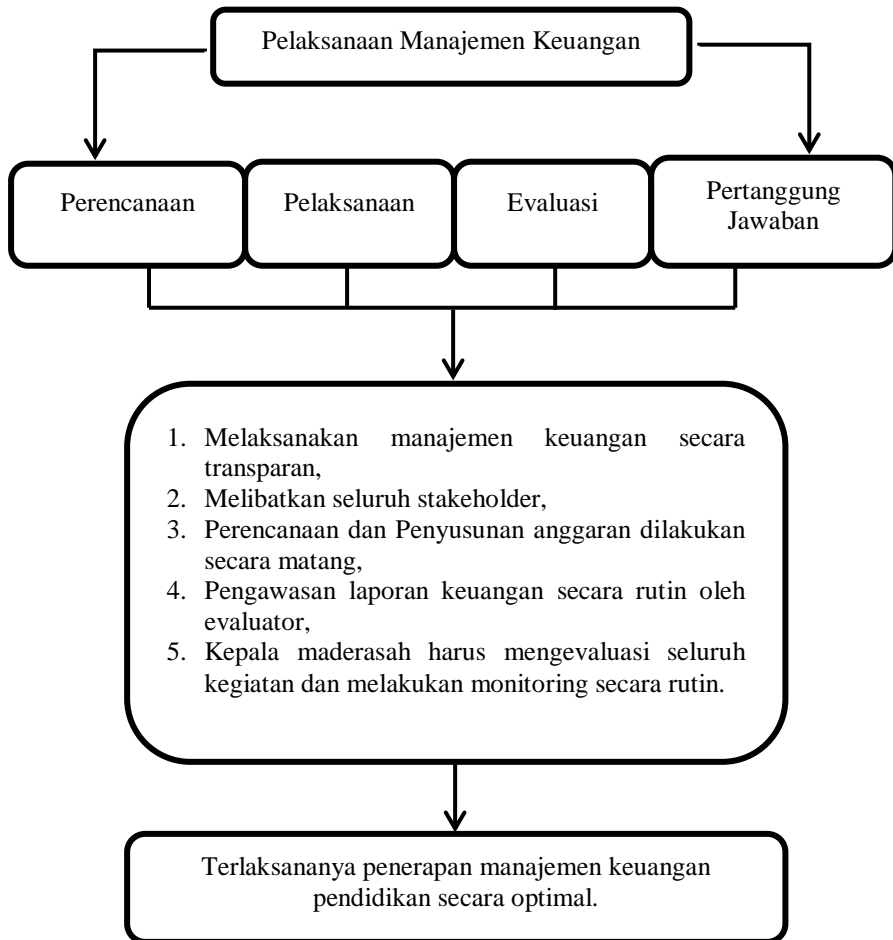 Pelaksanaan Manajemen Keuangan
Perencanaan
Pelaksanaan
Evaluasi
Pertanggung
Jawaban
1. Melaksanakan manajemen keuangan secara
transparan,
2. Melibatkan seluruh stakeholder,
3. Perencanaan dan Penyusunan anggaran dilakukan
secara matang,
4. Pengawasan laporan keuangan secara rutin oleh
evaluator,
5. Kepala maderasah harus mengevaluasi seluruh
kegiatan dan melakukan monitoring secara rutin.
Terlaksananya penerapan manajemen keuangan
pendidikan secara optimal.